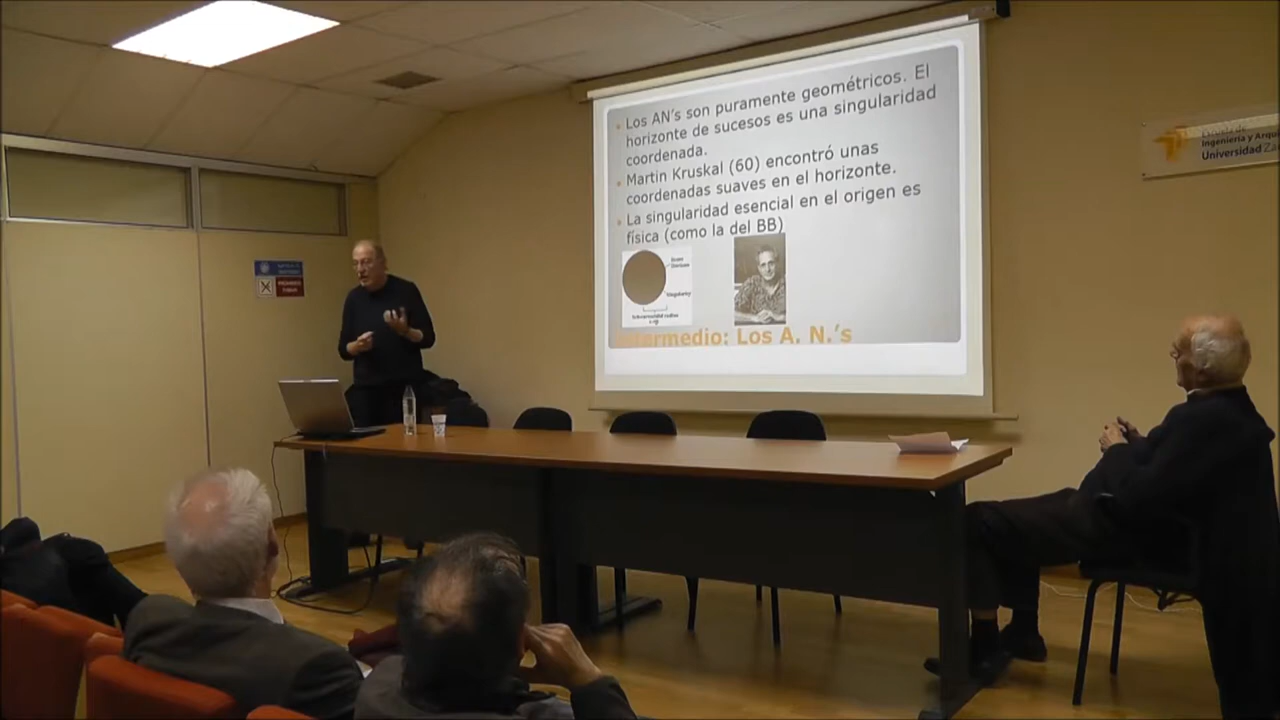 Los AN's son puramente geométricos. El
horizonte de sucesos es una singularidad
coordenada.
Martin Kruskal (60) encontró unas
coordenadas suaves en el horizonte.
La singularidad esencial en el origen es
física (como la del BB)
Event
Horizon
Singularity
Intermedio: Los A. N.'s
Escuela de
Ingeniería y Arqu
Universidad Za